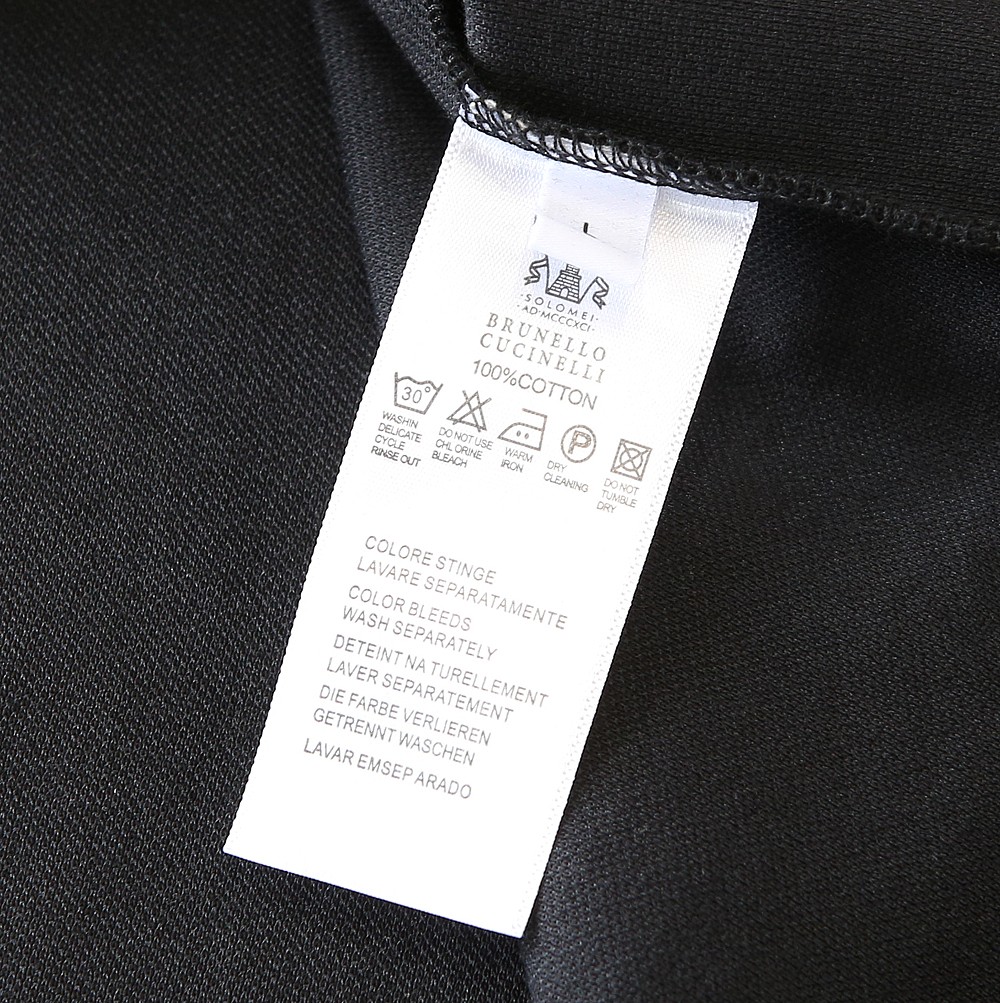 L
·SOLOMEI·
·AD·MCCCXCI·
BRUNELLO
CUCINELLI
100%COTTON
30°
WASHIN
DELICATE
CYCLE
RINSE OUT
DO NOT USE
CHLORINE
BLEACH
WARM
IRON
P
DRY
CLEANING
DO NOT
TUMBLE
DRY
COLORE STINGE
LAVARE SEPARATAMENTE
COLOR BLEEDS
WASH SEPARATELY
DETEINT NA TURELLEMENT
LAVER SEPARATEMENT
DIE FARBE VERLIEREN
GETRENNT WASCHEN
LAVAR EMSEP ARADO